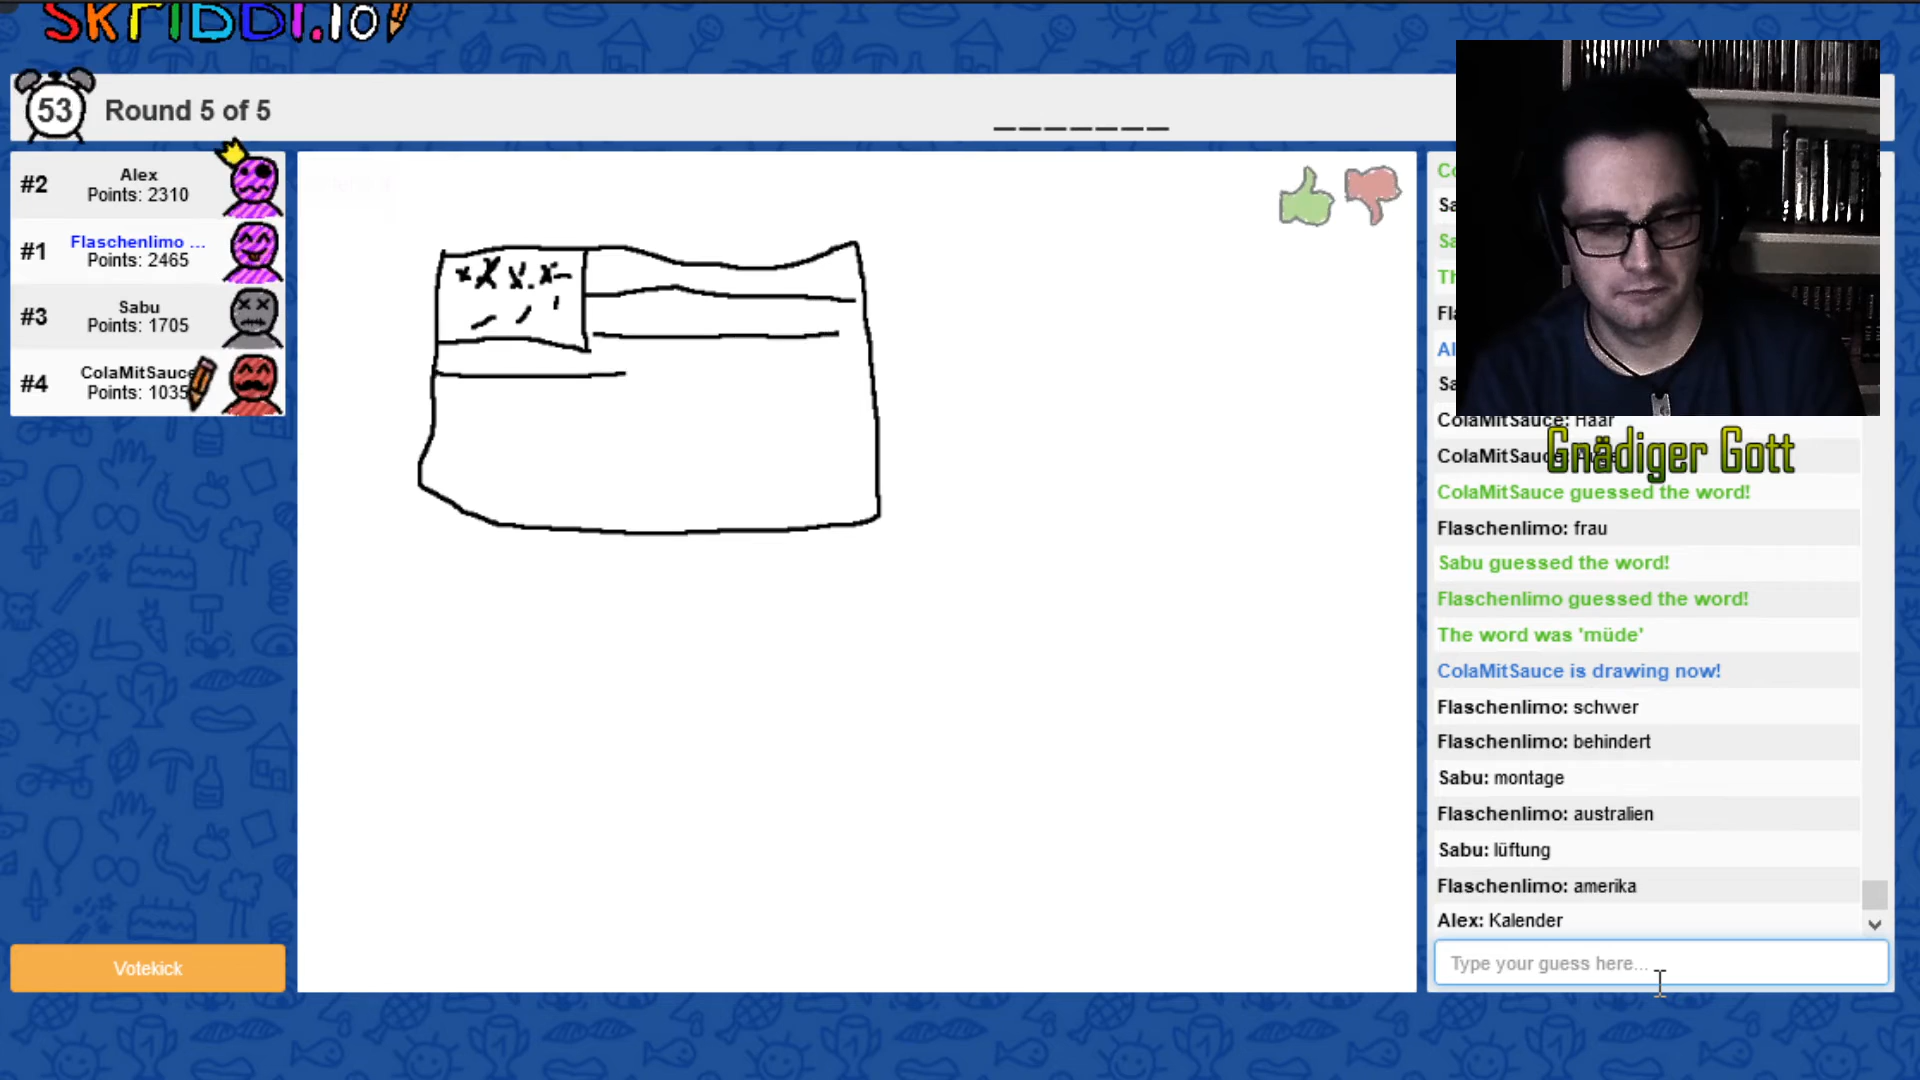 skribbl.io
53
Round 5 of 5
_______
#2
Alex
Points: 2310
#1
Flaschenlimo ...
Points: 2465
#3
Sabu
Points: 1705
#4
ColaMitSauce
Points: 1035
Votekick
ColaMitSauce: Haar
Gnädiger Gott
ColaMitSauce guessed the word!
Flaschenlimo: frau
Sabu guessed the word!
Flaschenlimo guessed the word!
The word was 'müde'
ColaMitSauce is drawing now!
Flaschenlimo: schwer
Flaschenlimo: behindert
Sabu: montage
Flaschenlimo: australien
Sabu: lüftung
Flaschenlimo: amerika
Alex: Kalender
Type your guess here...